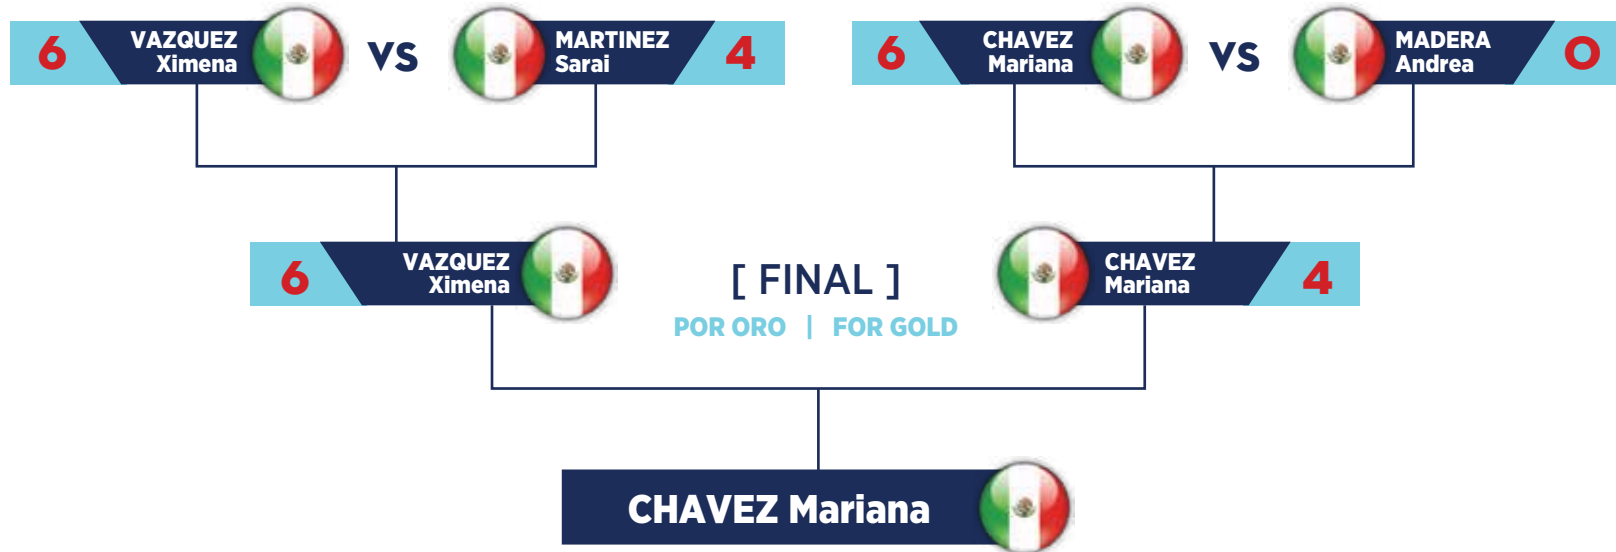 6 VAZQUEZ Ximena VS MARTINEZ Sarai 4
6 CHAVEZ Mariana VS MADERA Andrea 0
6 VAZQUEZ Ximena
[ FINAL ]
POR ORO | FOR GOLD
CHAVEZ Mariana 4
CHAVEZ Mariana